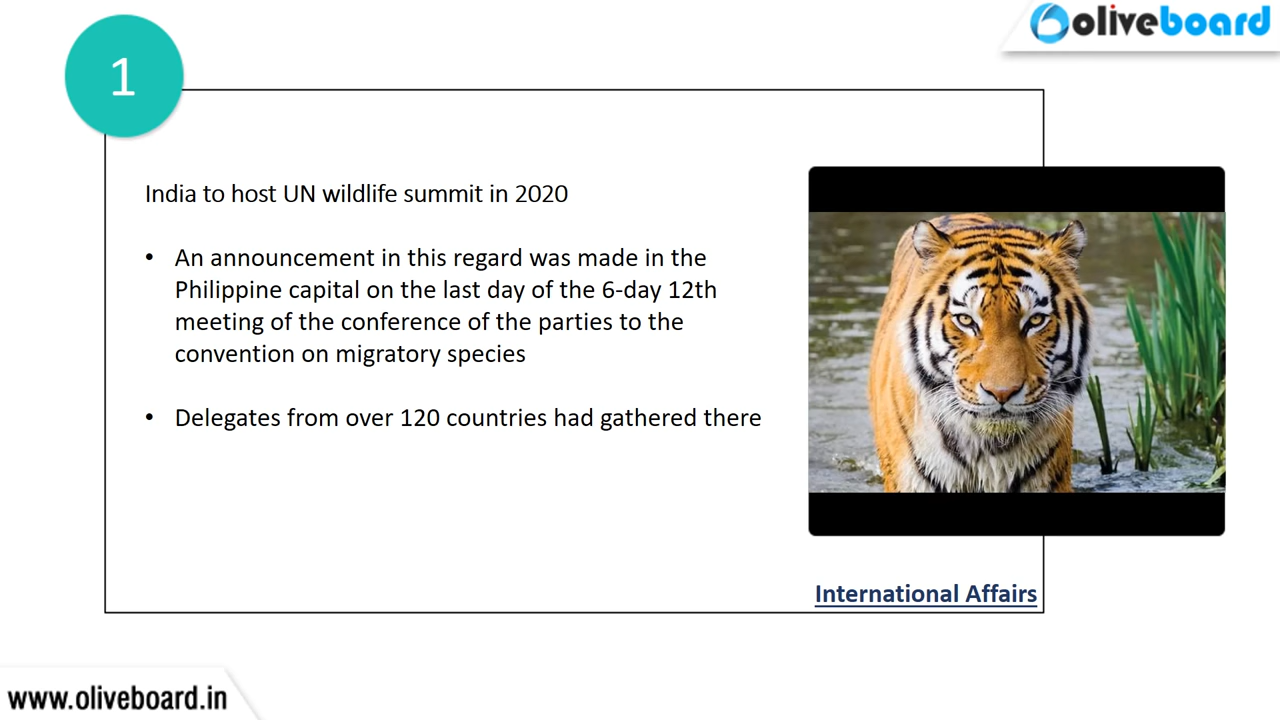 oliveboard
1
India to host UN wildlife summit in 2020
• An announcement in this regard was made in the
Philippine capital on the last day of the 6-day 12th
meeting of the conference of the parties to the
convention on migratory species
• Delegates from over 120 countries had gathered there
International Affairs
www.oliveboard.in